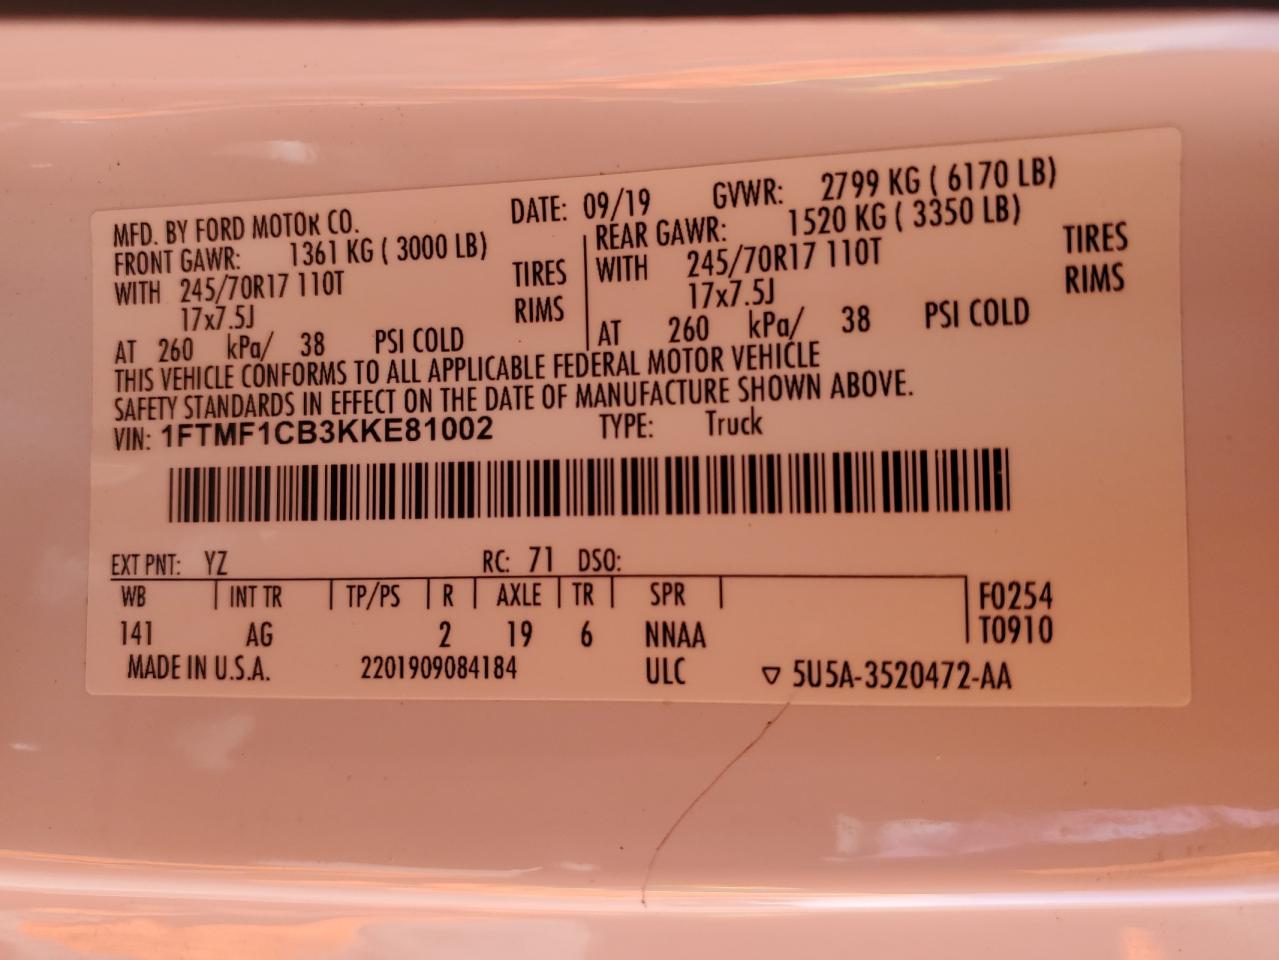 MFD. BY FORD MOTOR CO. DATE: 09/19 GVWR: 2799 KG ( 6170 LB)
FRONT GAWR: 1361 KG ( 3000 LB) REAR GAWR: 1520 KG ( 3350 LB)
WITH 245/70R17 110T TIRES WITH 245/70R17 110T TIRES
17x7.5J RIMS 17x7.5J RIMS
AT 260 kPa/ 38 PSI COLD AT 260 kPa/ 38 PSI COLD
THIS VEHICLE CONFORMS TO ALL APPLICABLE FEDERAL MOTOR VEHICLE
SAFETY STANDARDS IN EFFECT ON THE DATE OF MANUFACTURE SHOWN ABOVE.
VIN: 1FTMF1CB3KKE81002 TYPE: Truck
EXT PNT: YZ RC: 71 DSO:
WB INT TR TP/PS R AXLE TR SPR F0254
141 AG 2 19 6 NNAA T0910
MADE IN U.S.A. 2201909084184 ULC ▽ 5U5A-3520472-AA